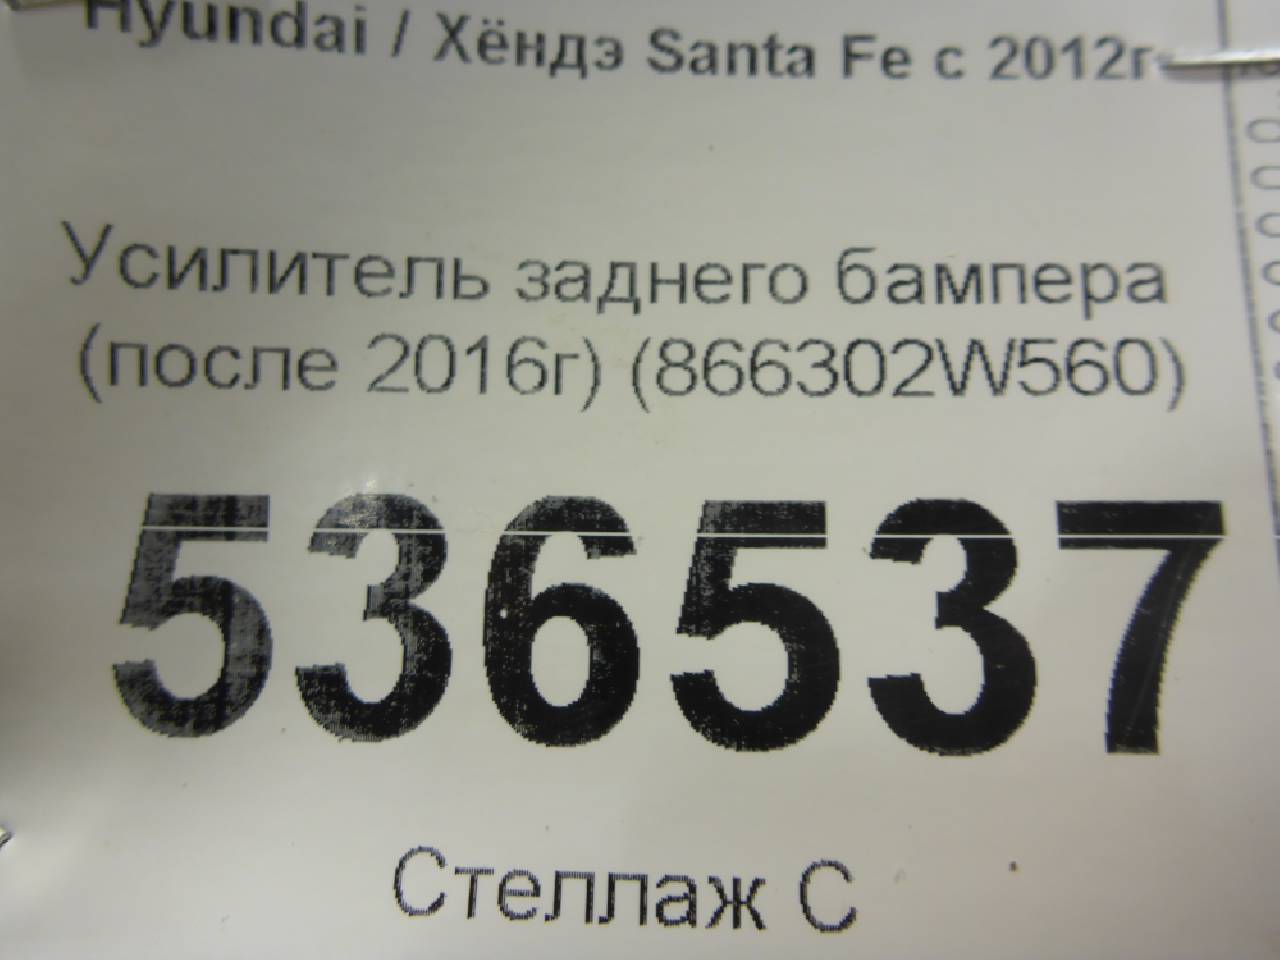 Hyundai / Хёндэ Santa Fe с 2012г
Усилитель заднего бампера
(после 2016г) (866302W560)
536537
Стеллаж С